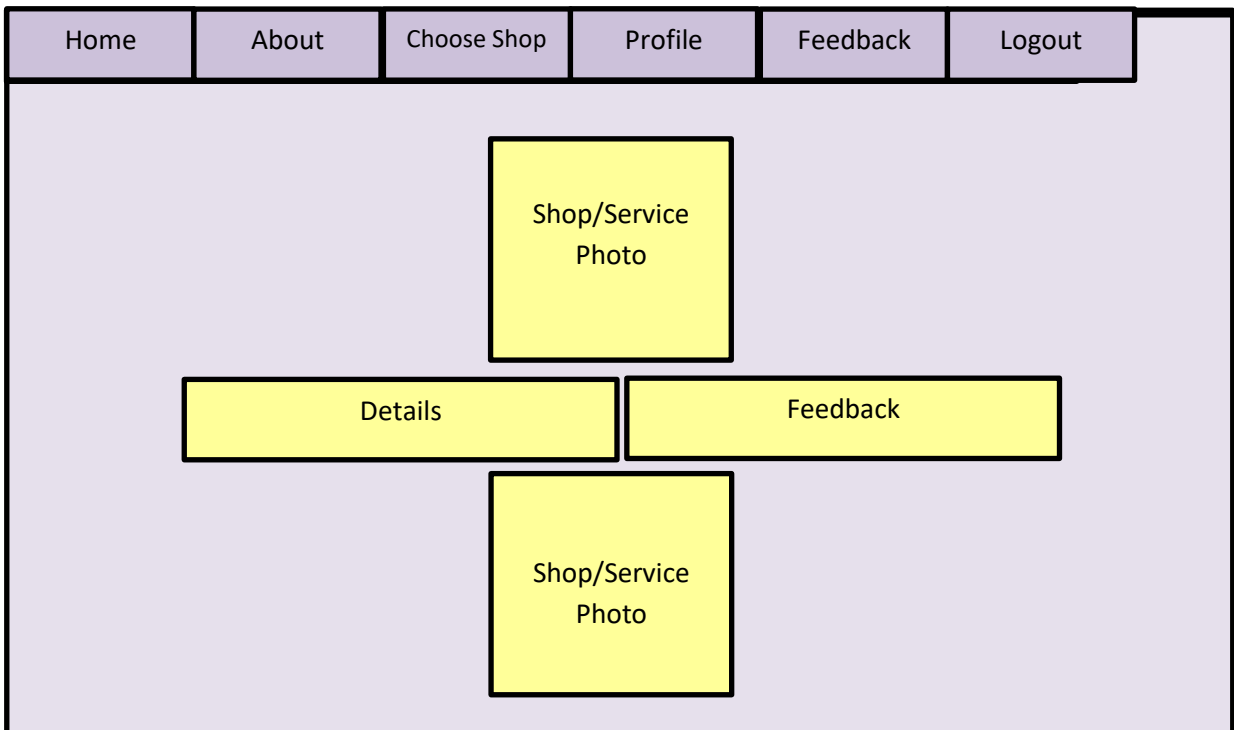 Home
About
Choose Shop
Profile
Feedback
Logout
Shop/Service
Photo
Details
Feedback
Shop/Service
Photo